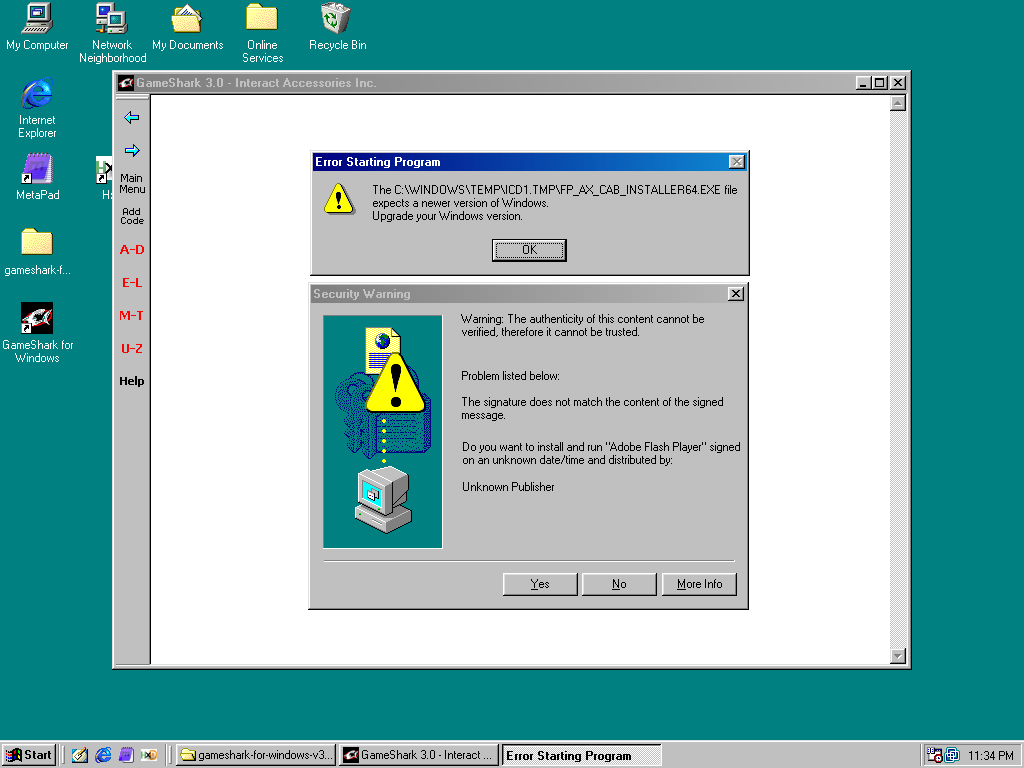 My Computer
Network
Neighborhood
My Documents
Online
Services
Recycle Bin
Internet
Explorer
MetaPad
gameshark-f...
GameShark for
Windows
GameShark 3.0 - Interact Accessories Inc.
Main
Menu
Add
Code
A-D
E-L
M-T
U-Z
Help
Error Starting Program
The C:\WINDOWS\TEMP\ICD1.TMP\FP_AX_CAB_INSTALLER64.EXE file
expects a newer version of Windows.
Upgrade your Windows version.
OK
Security Warning
Warning: The authenticity of this content cannot be
verified, therefore it cannot be trusted.
Problem listed below:
The signature does not match the content of the signed
message.
Do you want to install and run "Adobe Flash Player" signed
on an unknown date/time and distributed by:
Unknown Publisher
Yes
No
More Info
Start
gameshark-for-windows-v3...
GameShark 3.0 - Interact ...
Error Starting Program
11:34 PM